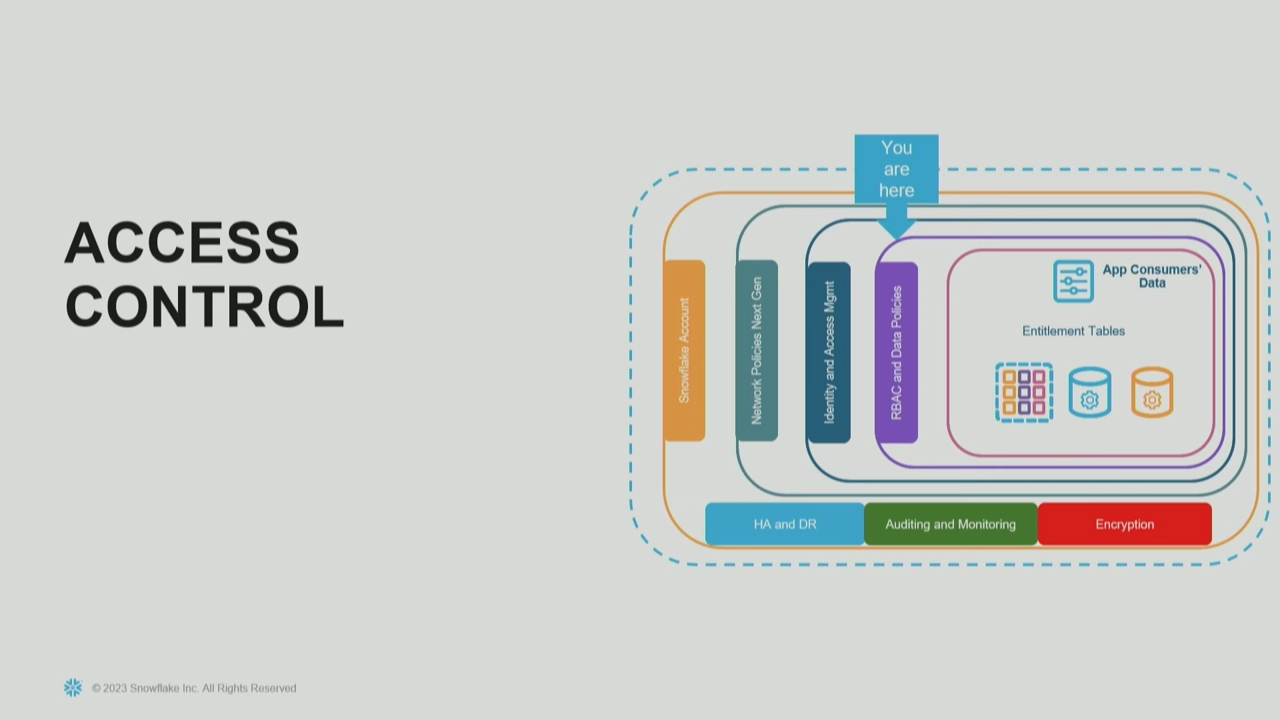 ACCESS
CONTROL
You
are
here
Snowflake Account
Network Policies Next Gen
Identity and Access Mgmt
RBAC and Data Policies
App Consumers'
Data
Entitlement Tables
HA and DR
Auditing and Monitoring
Encryption
© 2023 Snowflake Inc. All Rights Reserved